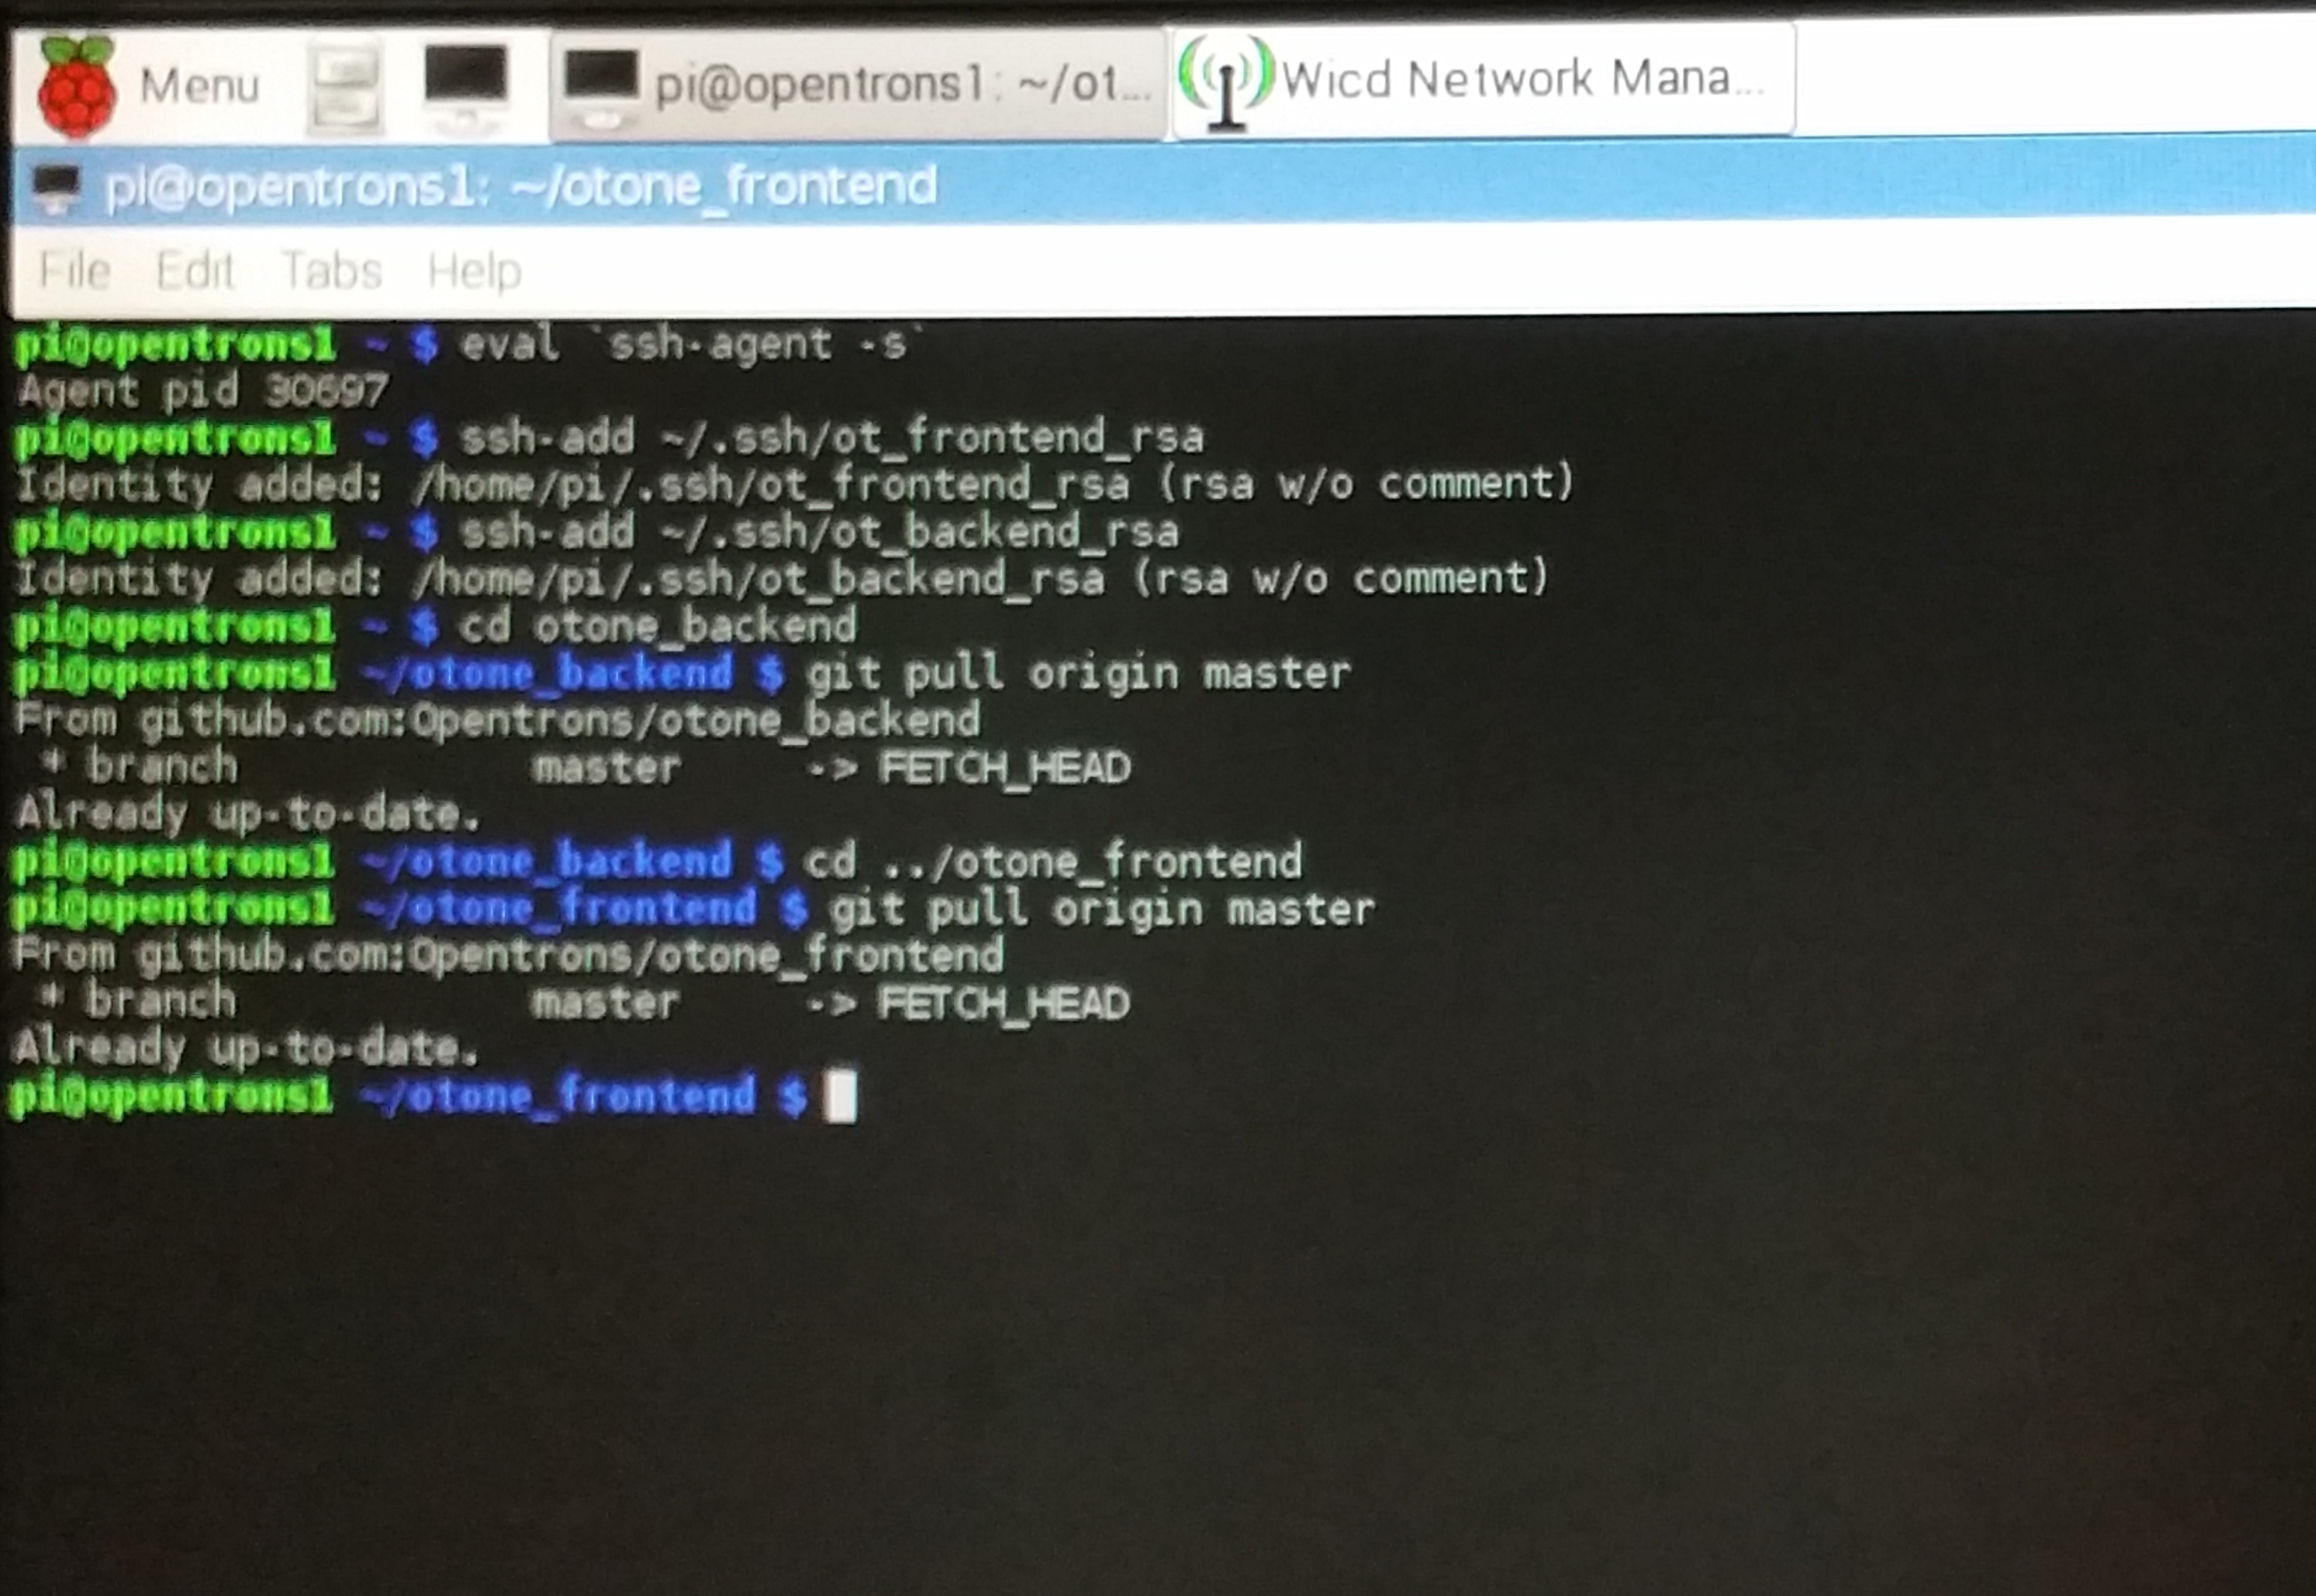 Menu pi@opentrons1: ~/ot... Wicd Network Mana...
pi@opentrons1: ~/otone_frontend
File Edit Tabs Help
pi@opentrons1 ~ $ eval `ssh-agent -s`
Agent pid 30697
pi@opentrons1 ~ $ ssh-add ~/.ssh/ot_frontend_rsa
Identity added: /home/pi/.ssh/ot_frontend_rsa (rsa w/o comment)
pi@opentrons1 ~ $ ssh-add ~/.ssh/ot_backend_rsa
Identity added: /home/pi/.ssh/ot_backend_rsa (rsa w/o comment)
pi@opentrons1 ~ $ cd otone_backend
pi@opentrons1 ~/otone_backend $ git pull origin master
From github.com:Opentrons/otone_backend
 * branch            master     -> FETCH_HEAD
Already up-to-date.
pi@opentrons1 ~/otone_backend $ cd ../otone_frontend
pi@opentrons1 ~/otone_frontend $ git pull origin master
From github.com:Opentrons/otone_frontend
 * branch            master     -> FETCH_HEAD
Already up-to-date.
pi@opentrons1 ~/otone_frontend $